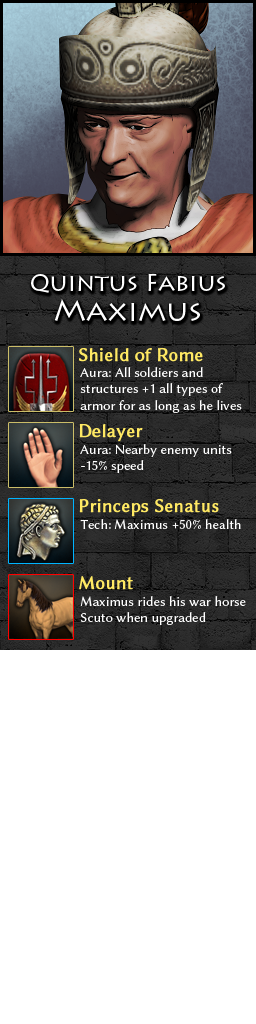 Quintus Fabius
Maximus
Shield of Rome
Aura: All soldiers and
structures +1 all types of
armor for as long as he lives
Delayer
Aura: Nearby enemy units
-15% speed
Princeps Senatus
Tech: Maximus +50% health
Mount
Maximus rides his war horse
Scuto when upgraded